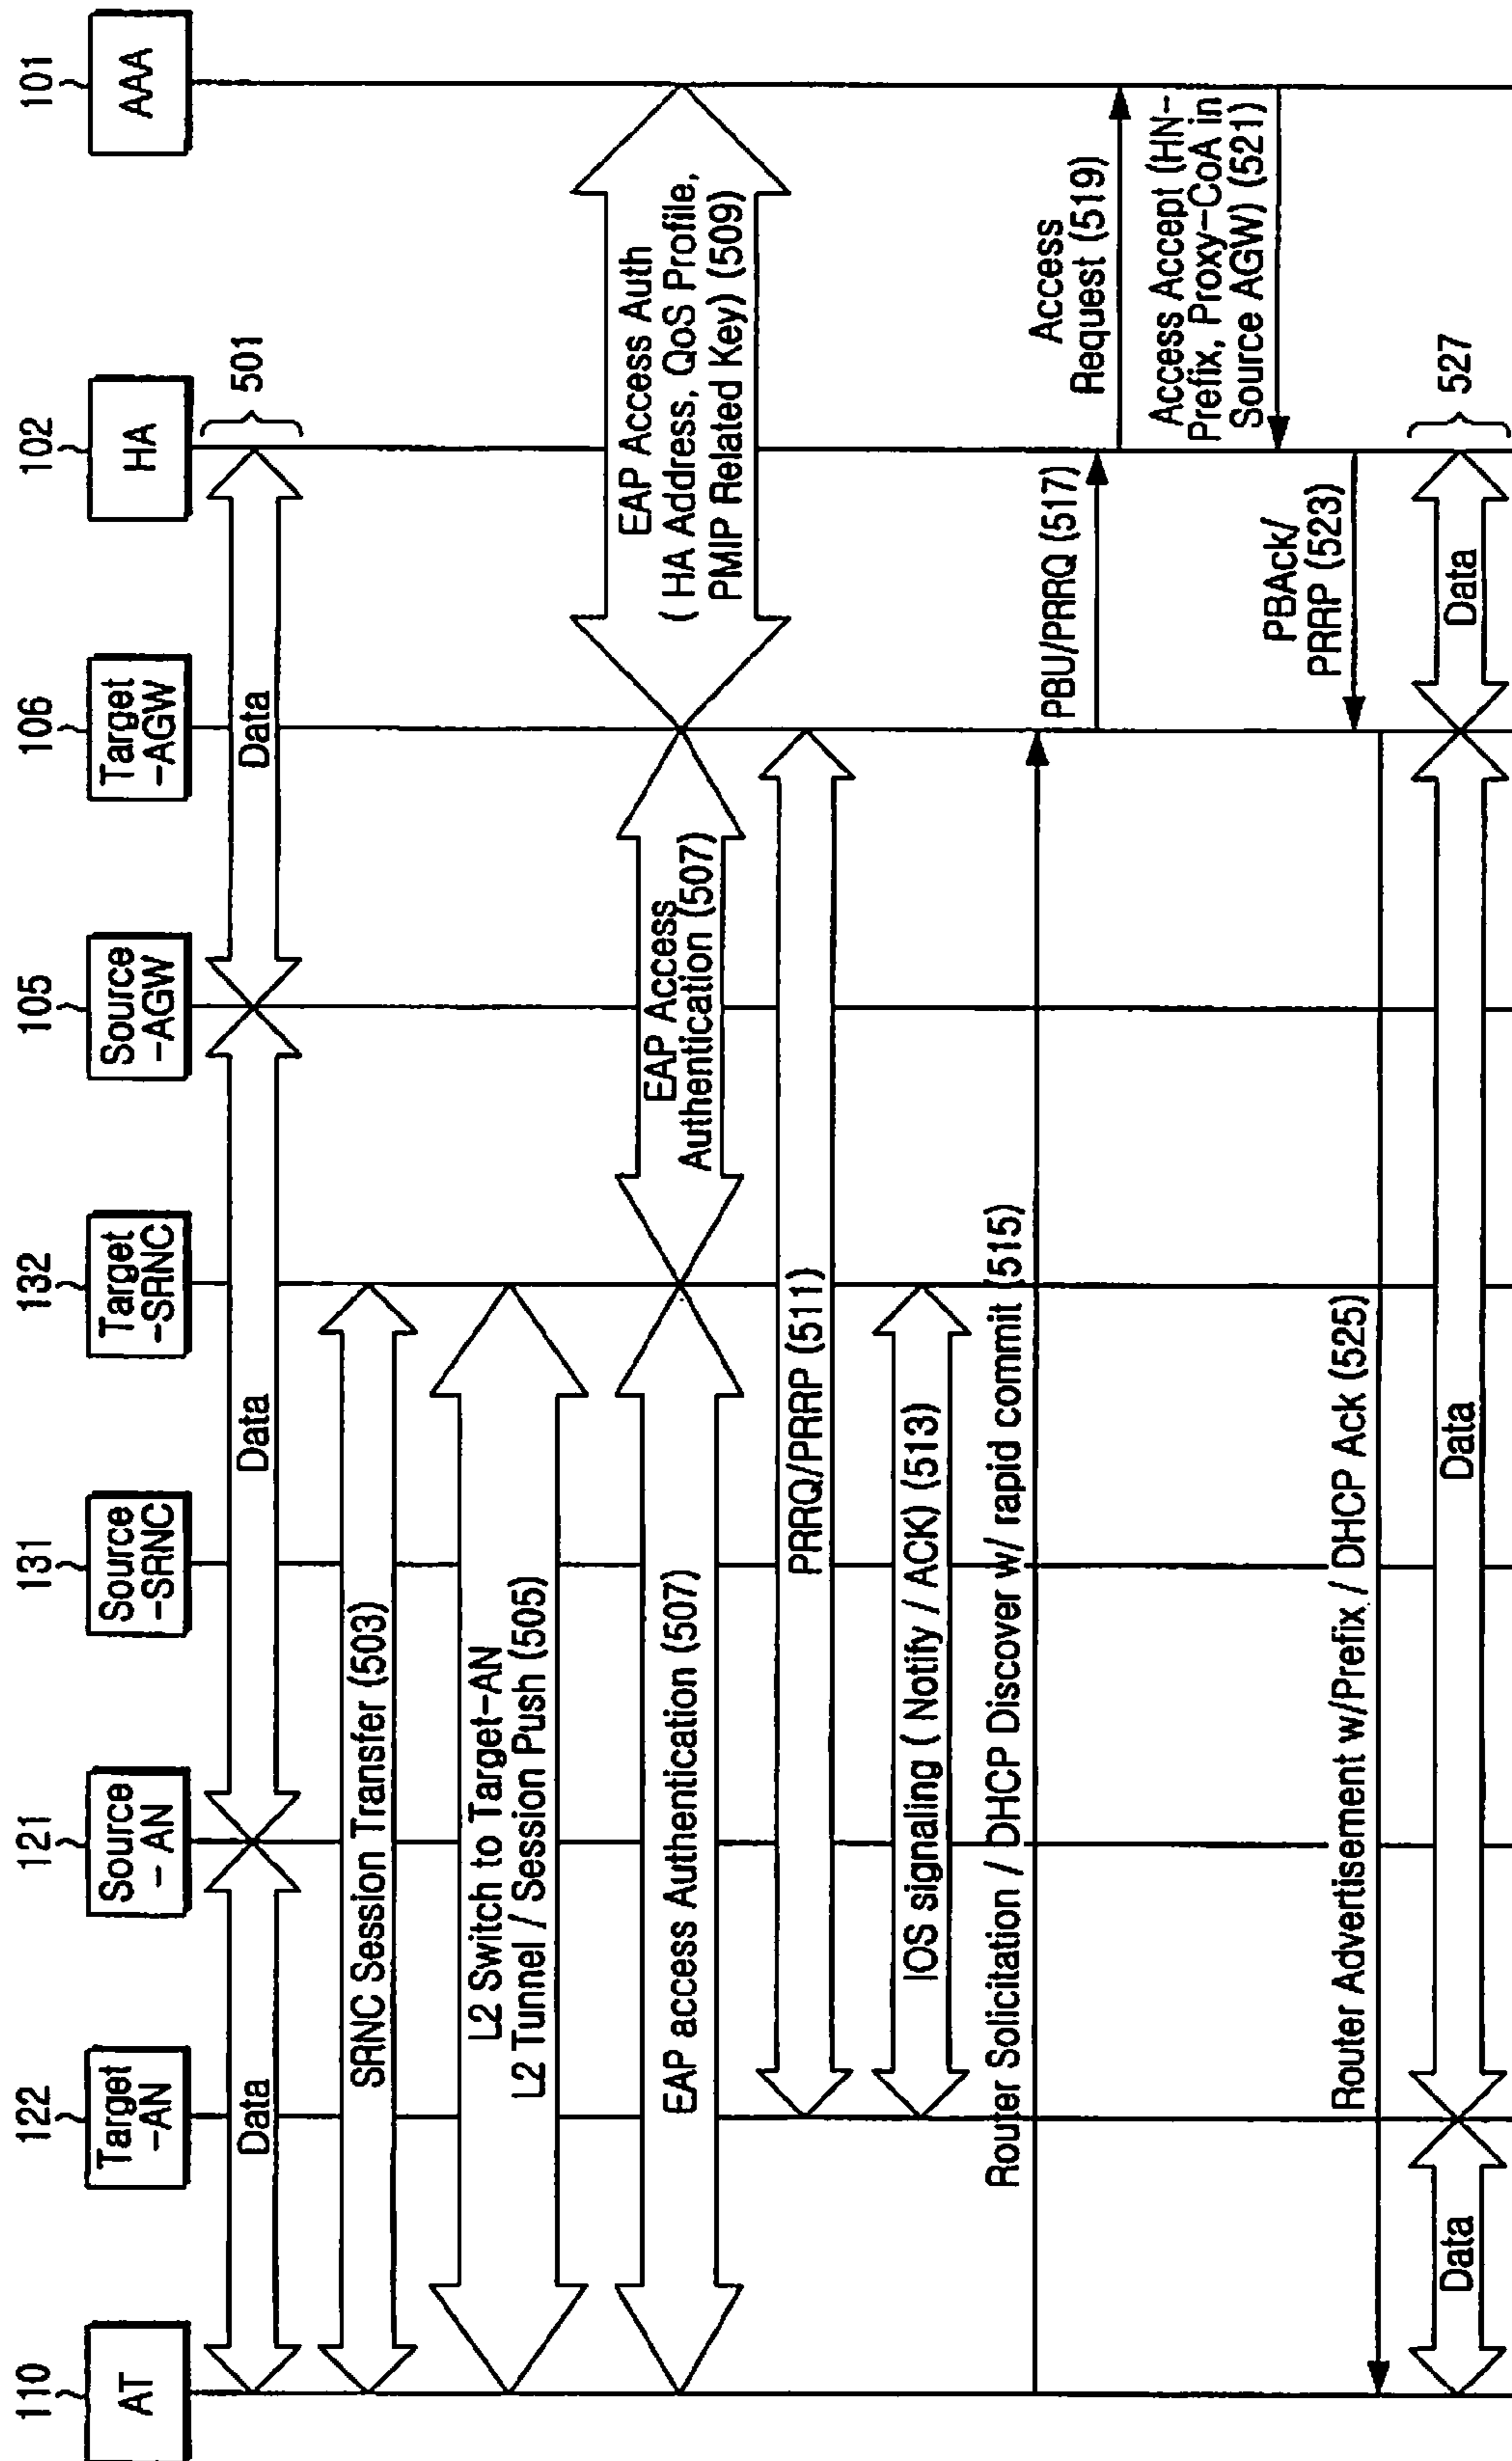 110
AT
122
Target
-AN
121
Source
- AN
131
Source
-SRNC
132
Target
-SRNC
105
Source
-AGW
106
Target
-AGW
102
HA
101
AAA
Data
Data
Data
501
SRNC Session Transfer (503)
L2 Switch to Target-AN
L2 Tunnel / Session Push (505)
EAP access Authentication (507)
EAP Access
Authentication (507)
EAP Access Auth
( HA Address, QoS Profile,
PMIP Related Key) (509)
PRRQ/PRRP (511)
IOS signaling ( Notify / ACK) (513)
Router Solicitation / DHCP Discover w/ rapid commit (515)
PBU/PRRQ (517)
Access
Request (519)
Access Accept (HN-
Prefix, Proxy-CoA in
Source AGW) (521)
PBAck/
PRRP (523)
Router Advertisement w/Prefix / DHCP Ack (525)
Data
Data
Data
527